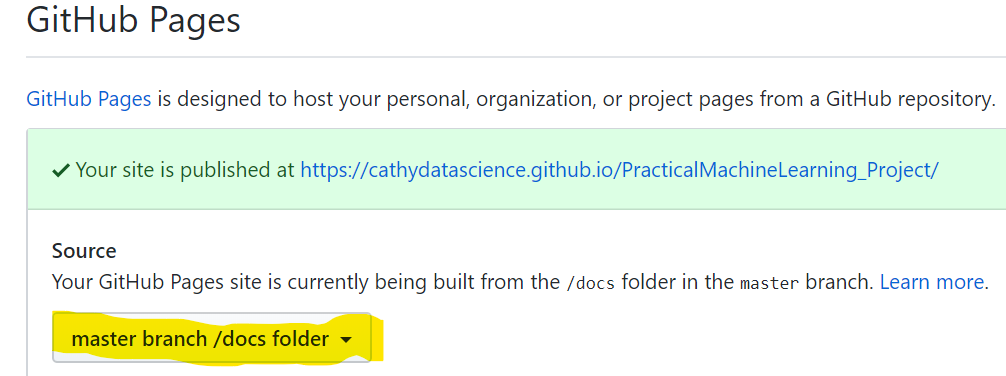 GitHub Pages
GitHub Pages is designed to host your personal, organization, or project pages from a GitHub repository.
Your site is published at https://cathydatascience.github.io/PracticalMachineLearning_Project/
Source
Your GitHub Pages site is currently being built from the /docs folder in the master branch. Learn more.
master branch /docs folder